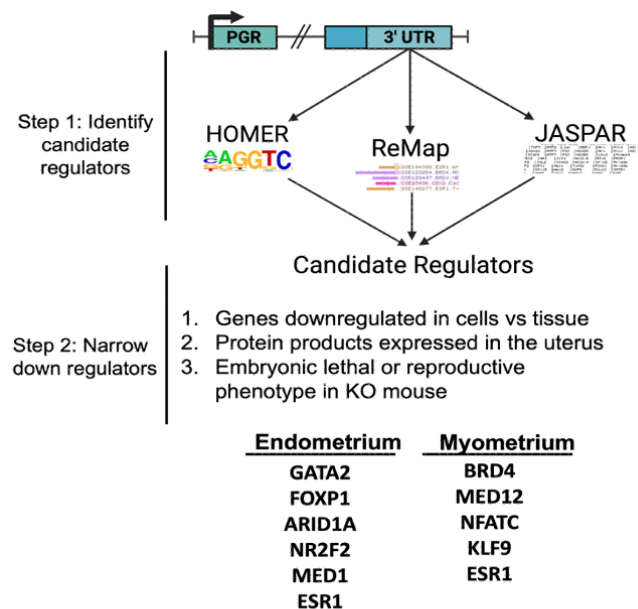 PGR
3' UTR
Step 1: Identify
candidate
regulators
HOMER
AAGGTC
ReMap
JASPAR
Candidate Regulators
Step 2: Narrow
down regulators
1. Genes downregulated in cells vs tissue
2. Protein products expressed in the uterus
3. Embryonic lethal or reproductive
phenotype in KO mouse
Endometrium
Myometrium
GATA2
BRD4
FOXP1
MED12
ARID1A
NFATC
NR2F2
KLF9
MED1
ESR1
ESR1